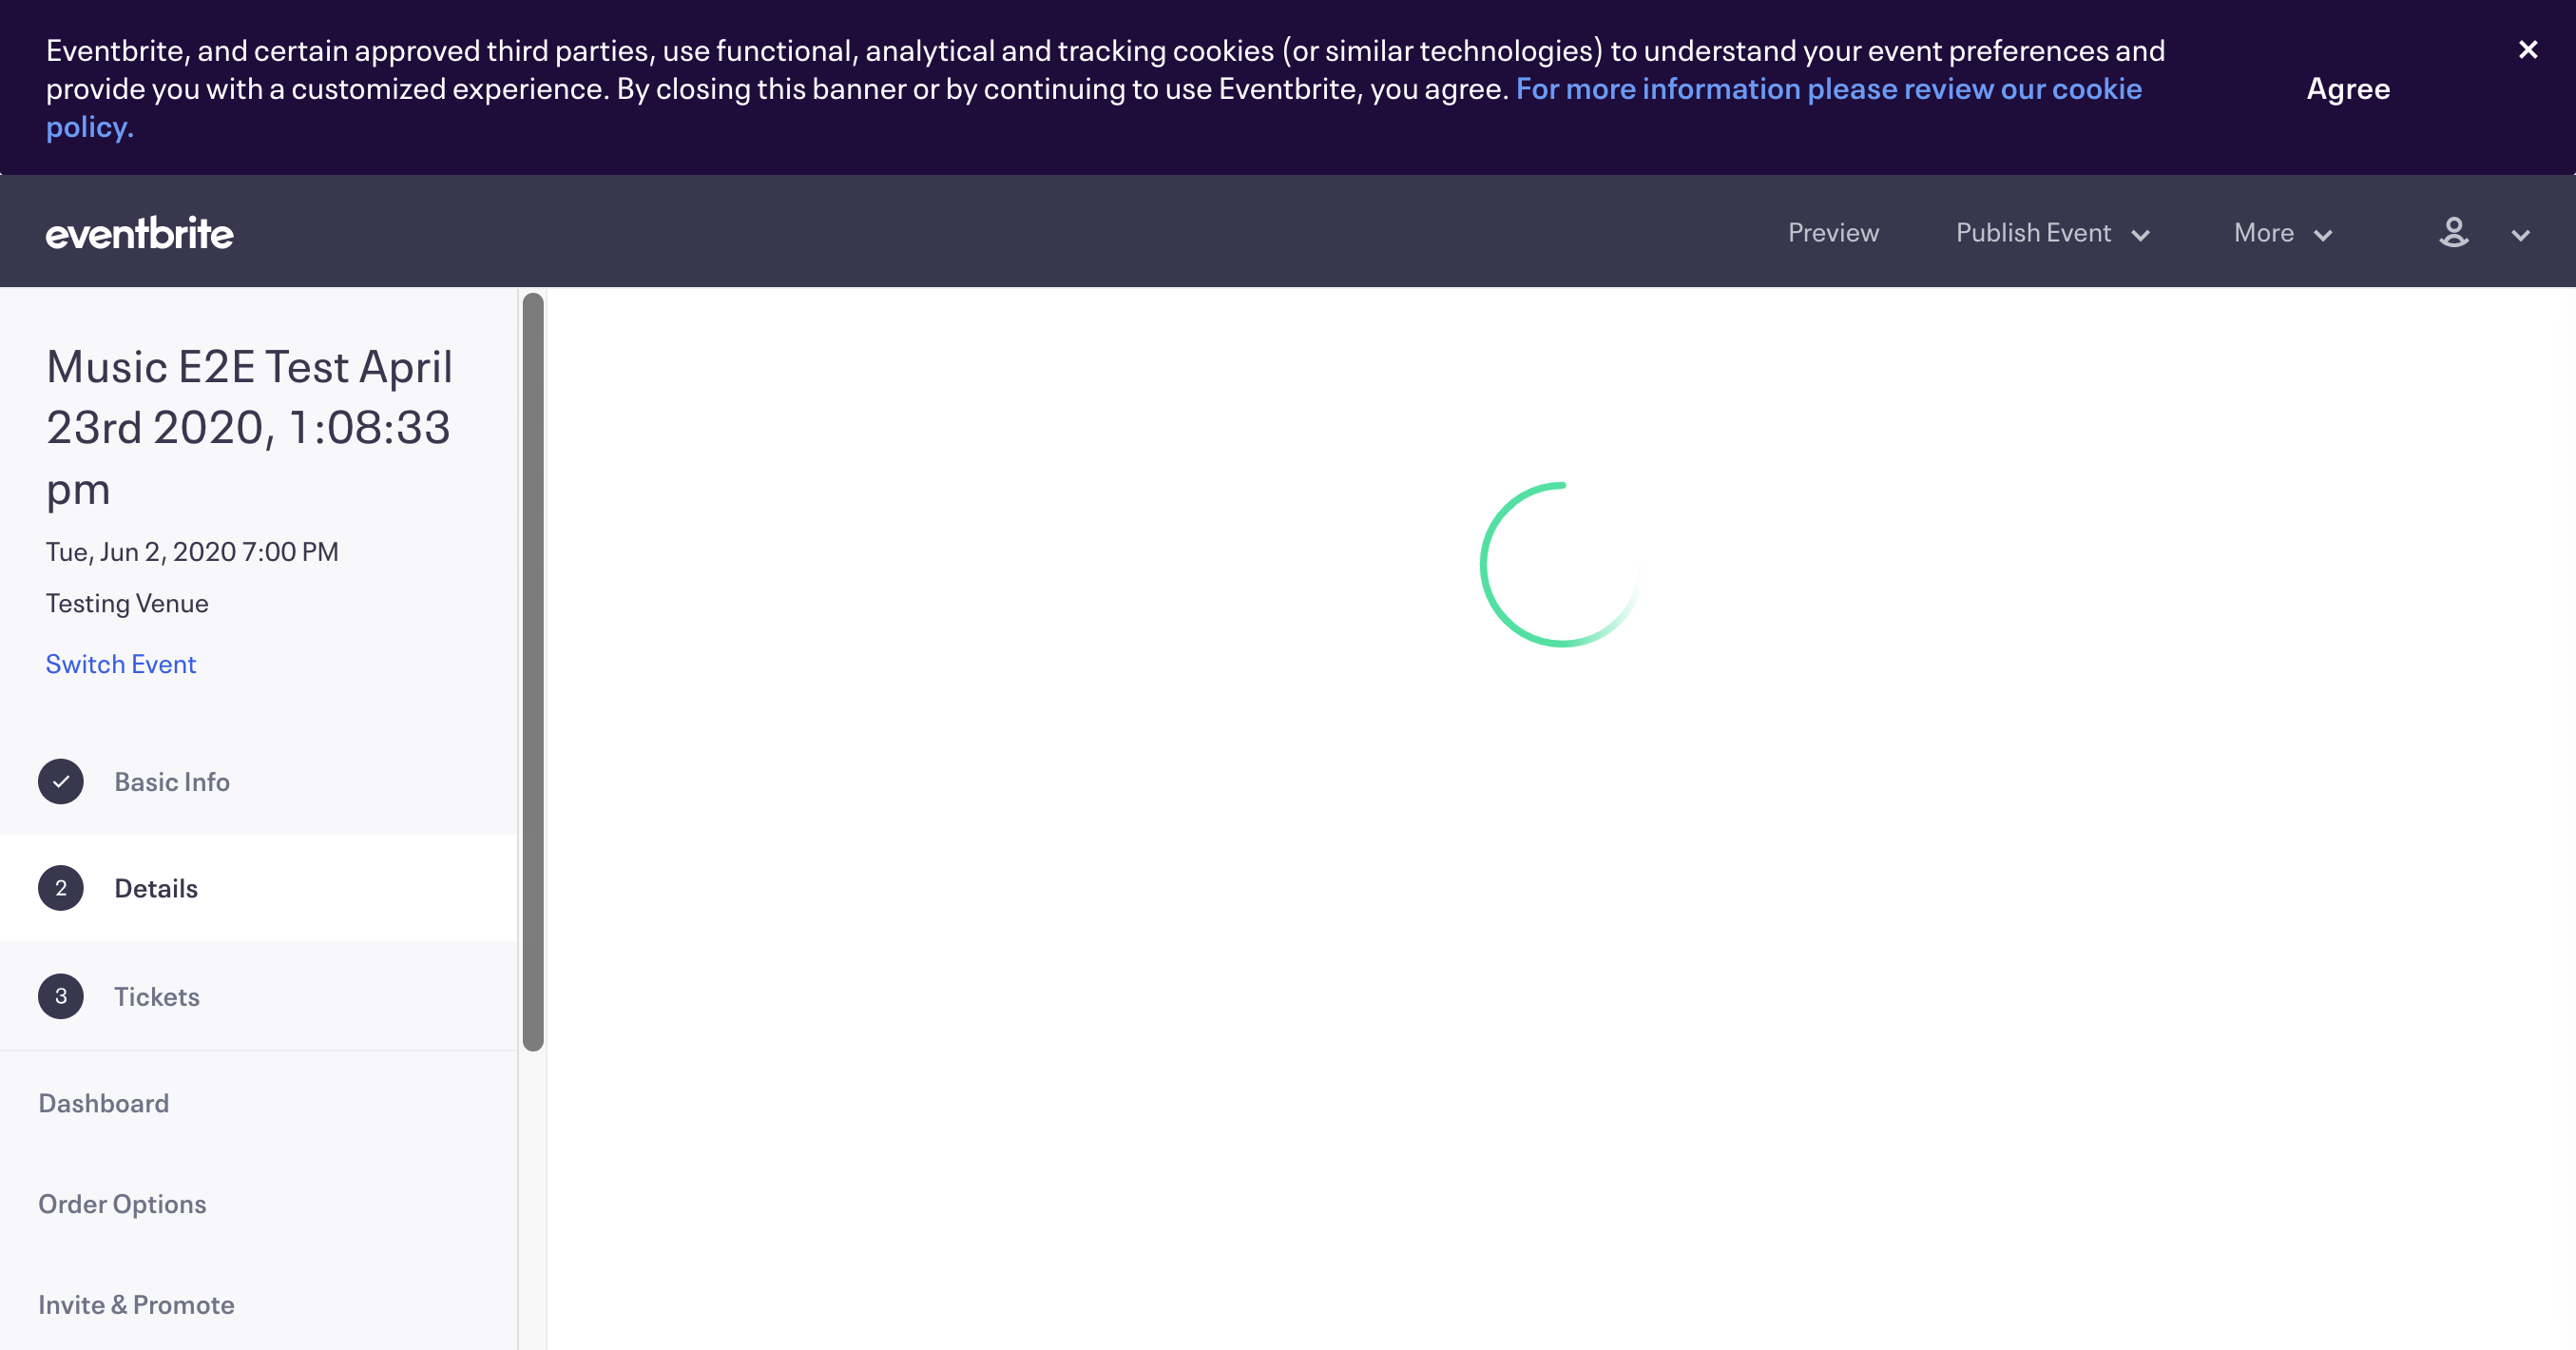 Eventbrite, and certain approved third parties, use functional, analytical and tracking cookies (or similar technologies) to understand your event preferences and
provide you with a customized experience. By closing this banner or by continuing to use Eventbrite, you agree. For more information please review our cookie
policy.
Agree
eventbrite
Preview
Publish Event
More
Music E2E Test April
23rd 2020, 1:08:33
pm
Tue, Jun 2, 2020 7:00 PM
Testing Venue
Switch Event
Basic Info
2 Details
3 Tickets
Dashboard
Order Options
Invite & Promote